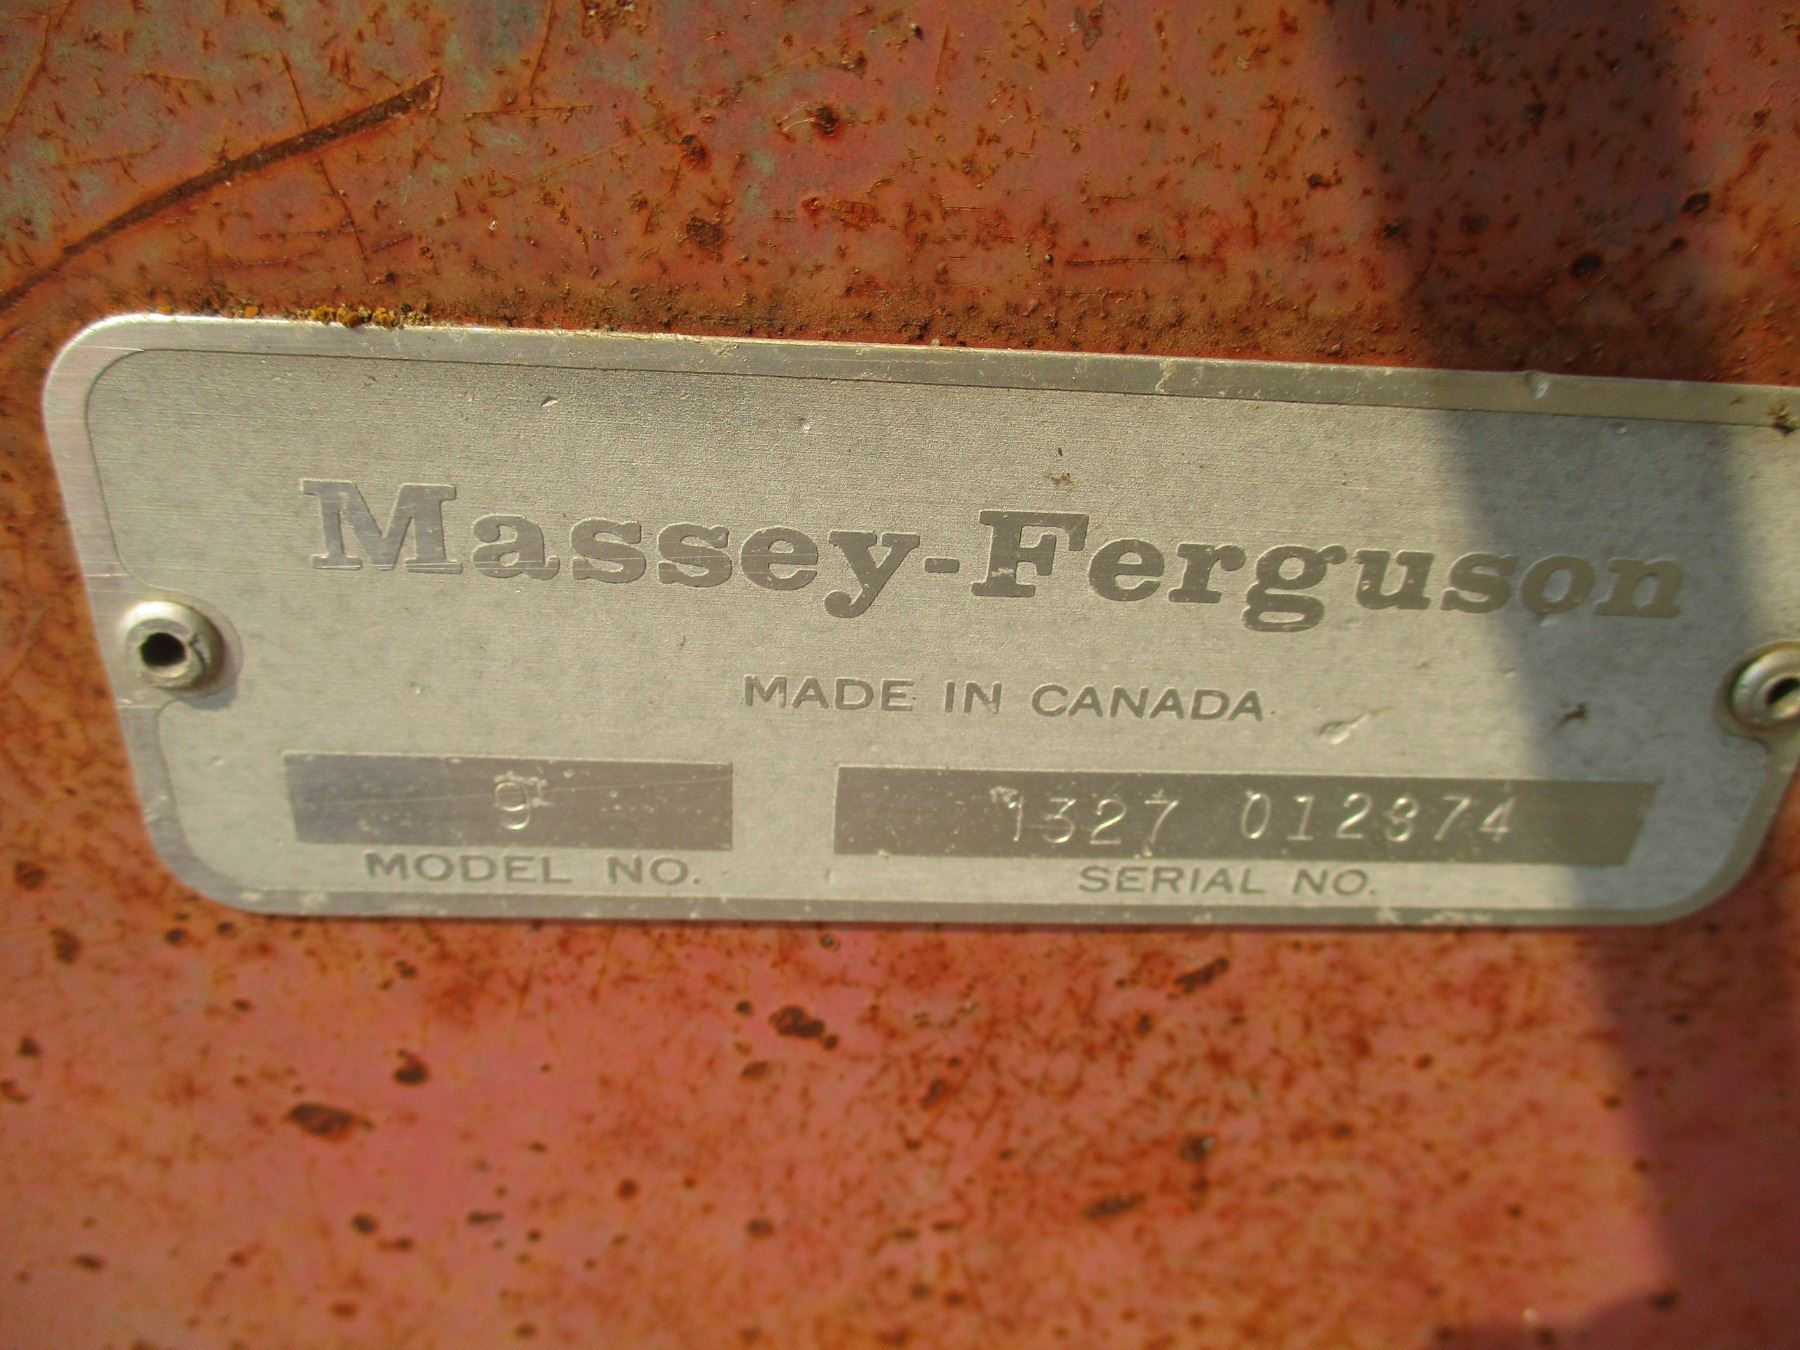 Massey-Ferguson
MADE IN CANADA
9 1327 012874
MODEL NO. SERIAL NO.